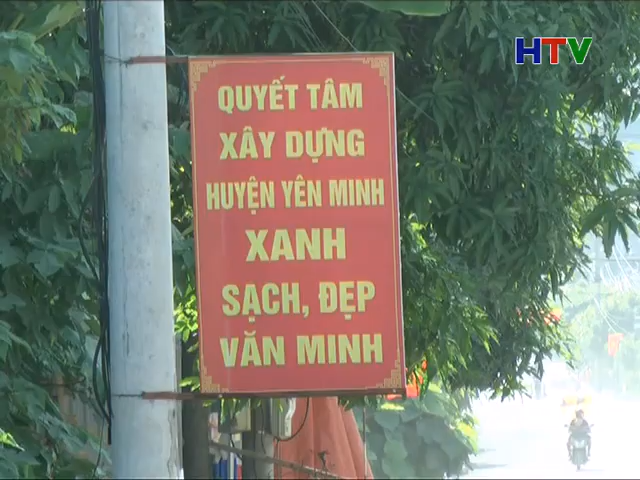 HTV
QUYẾT TÂM
XÂY DỰNG
HUYỆN YÊN MINH
XANH
SẠCH, ĐẸP
VĂN MINH